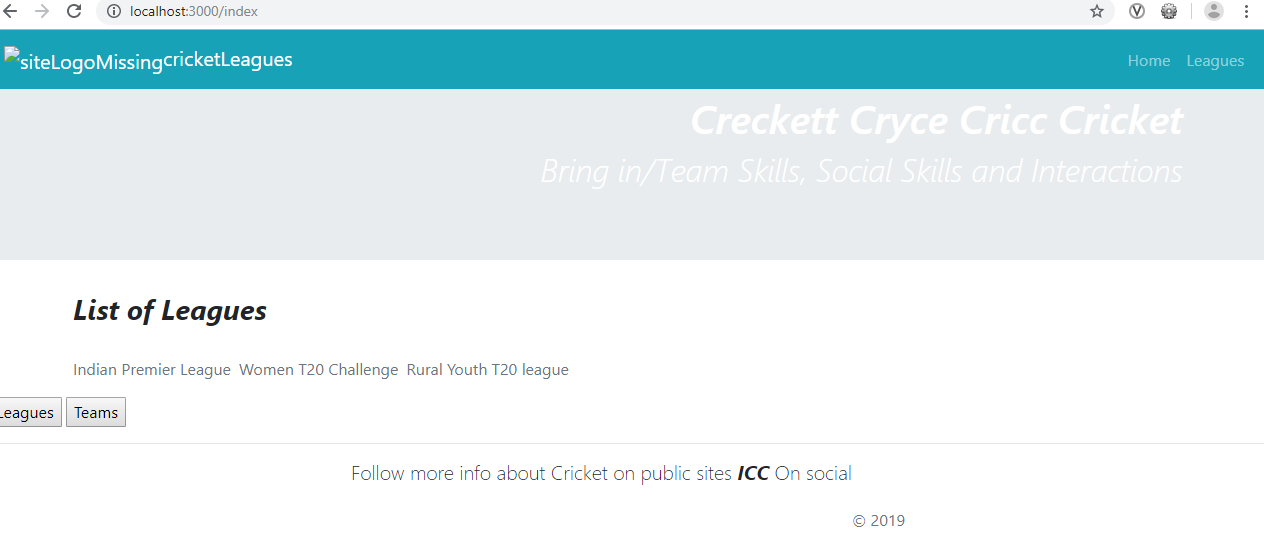 localhost:3000/index
siteLogoMissingcricketLeagues Home Leagues
Creckett Cryce Cricc Cricket
Bring in/Team Skills, Social Skills and Interactions
List of Leagues
Indian Premier League Women T20 Challenge Rural Youth T20 league
Leagues Teams
Follow more info about Cricket on public sites ICC On social
© 2019